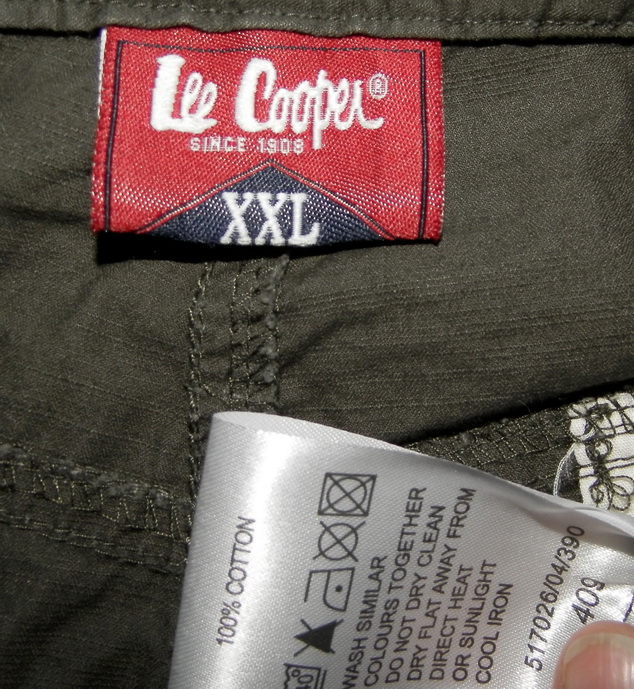 Lee Cooper®
SINCE 1908
XXL
100% COTTON
40
WASH SIMILAR
COLOURS TOGETHER
DO NOT DRY CLEAN
DRY FLAT AWAY FROM
DIRECT HEAT
OR SUNLIGHT
COOL IRON
517026/04/390
409